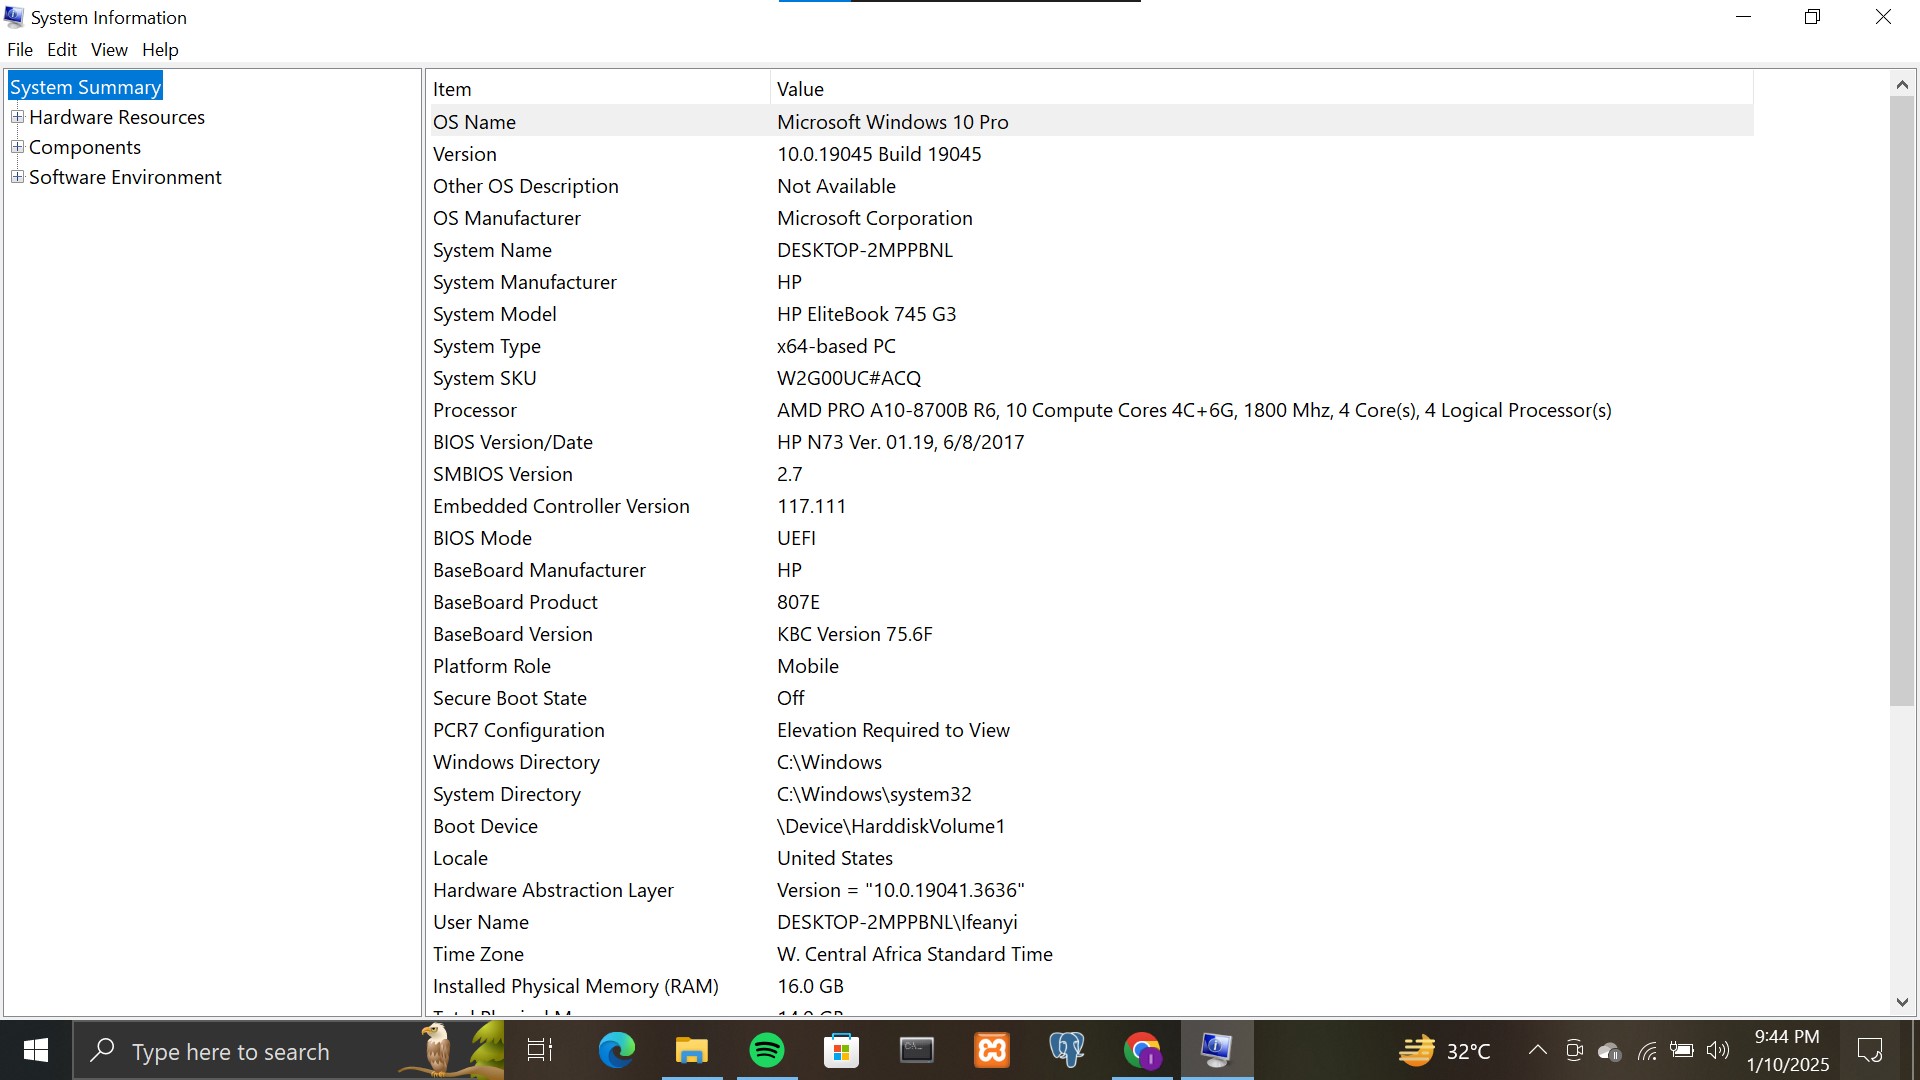 System Information
File Edit View Help
System Summary
Hardware Resources
Components
Software Environment
Item Value
OS Name Microsoft Windows 10 Pro
Version 10.0.19045 Build 19045
Other OS Description Not Available
OS Manufacturer Microsoft Corporation
System Name DESKTOP-2MPPBNL
System Manufacturer HP
System Model HP EliteBook 745 G3
System Type x64-based PC
System SKU W2G00UC#ACQ
Processor AMD PRO A10-8700B R6, 10 Compute Cores 4C+6G, 1800 Mhz, 4 Core(s), 4 Logical Processor(s)
BIOS Version/Date HP N73 Ver. 01.19, 6/8/2017
SMBIOS Version 2.7
Embedded Controller Version 117.111
BIOS Mode UEFI
BaseBoard Manufacturer HP
BaseBoard Product 807E
BaseBoard Version KBC Version 75.6F
Platform Role Mobile
Secure Boot State Off
PCR7 Configuration Elevation Required to View
Windows Directory C:\Windows
System Directory C:\Windows\system32
Boot Device \Device\HarddiskVolume1
Locale United States
Hardware Abstraction Layer Version = "10.0.19041.3636"
User Name DESKTOP-2MPPBNL\Ifeanyi
Time Zone W. Central Africa Standard Time
Installed Physical Memory (RAM) 16.0 GB
Type here to search
32°C
9:44 PM
1/10/2025